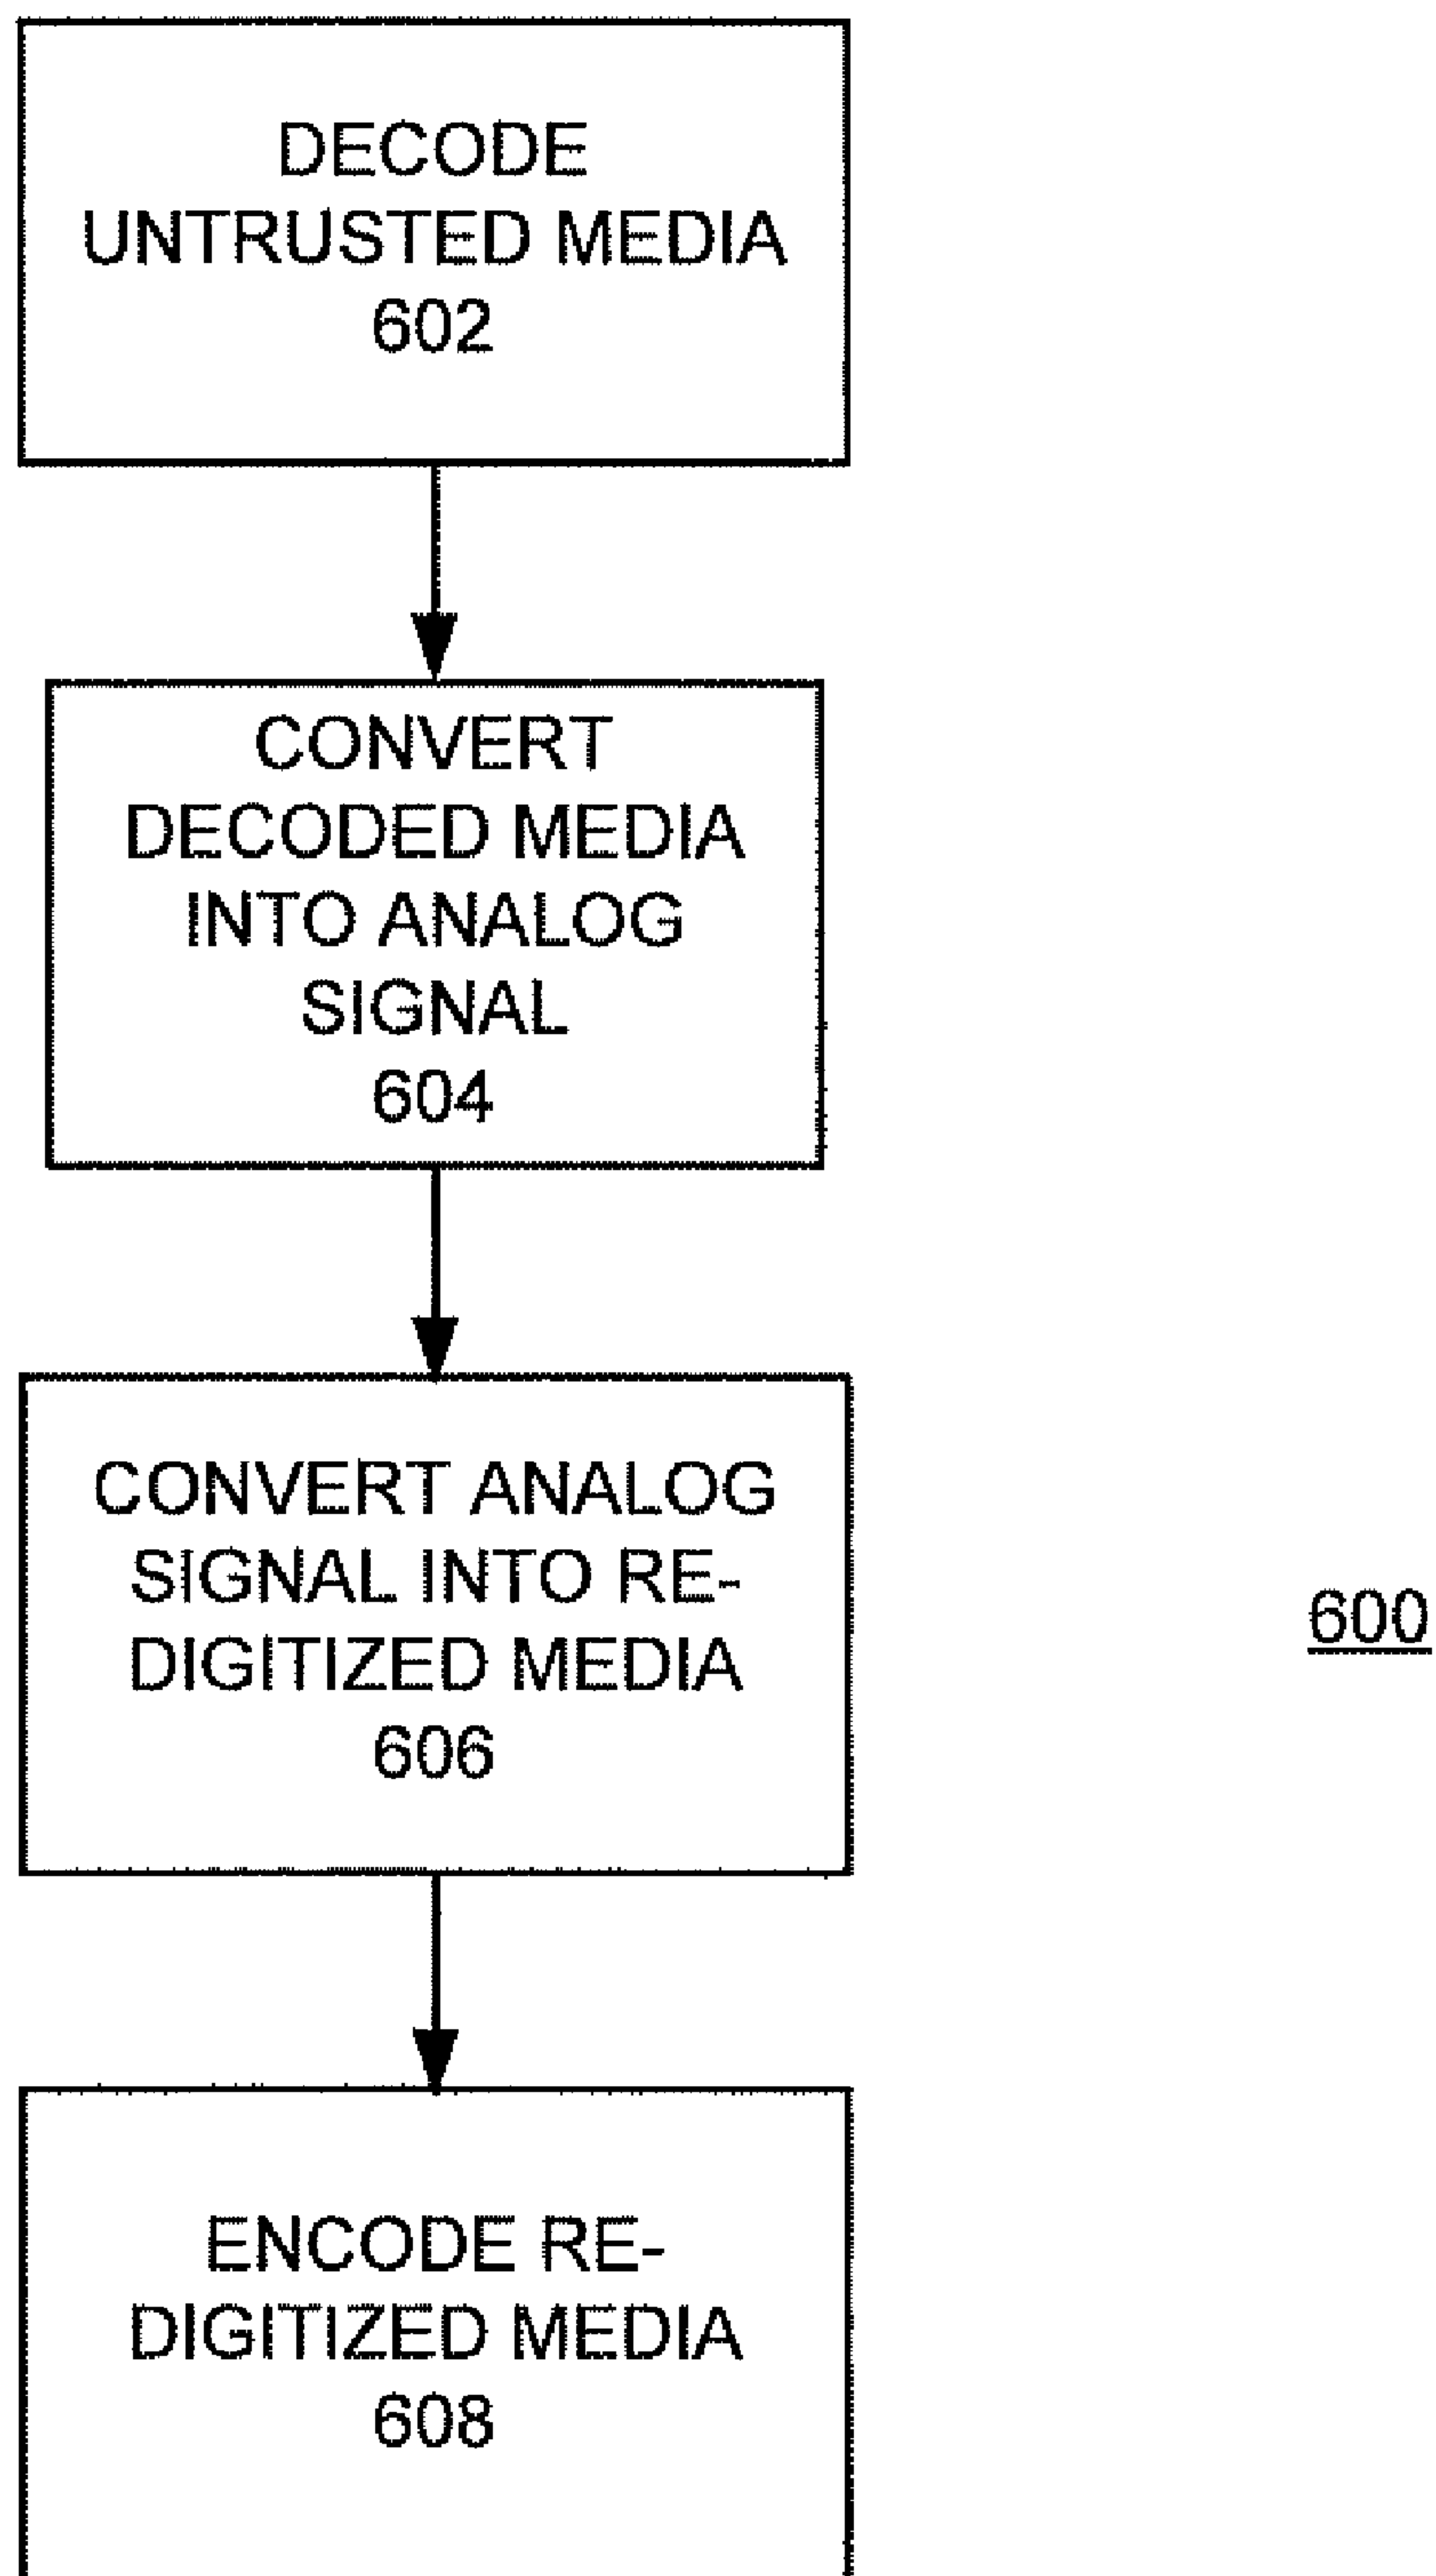 DECODE
UNTRUSTED MEDIA
602
CONVERT
DECODED MEDIA
INTO ANALOG
SIGNAL
604
CONVERT ANALOG
SIGNAL INTO RE-
DIGITIZED MEDIA
606
600
ENCODE RE-
DIGITIZED MEDIA
608